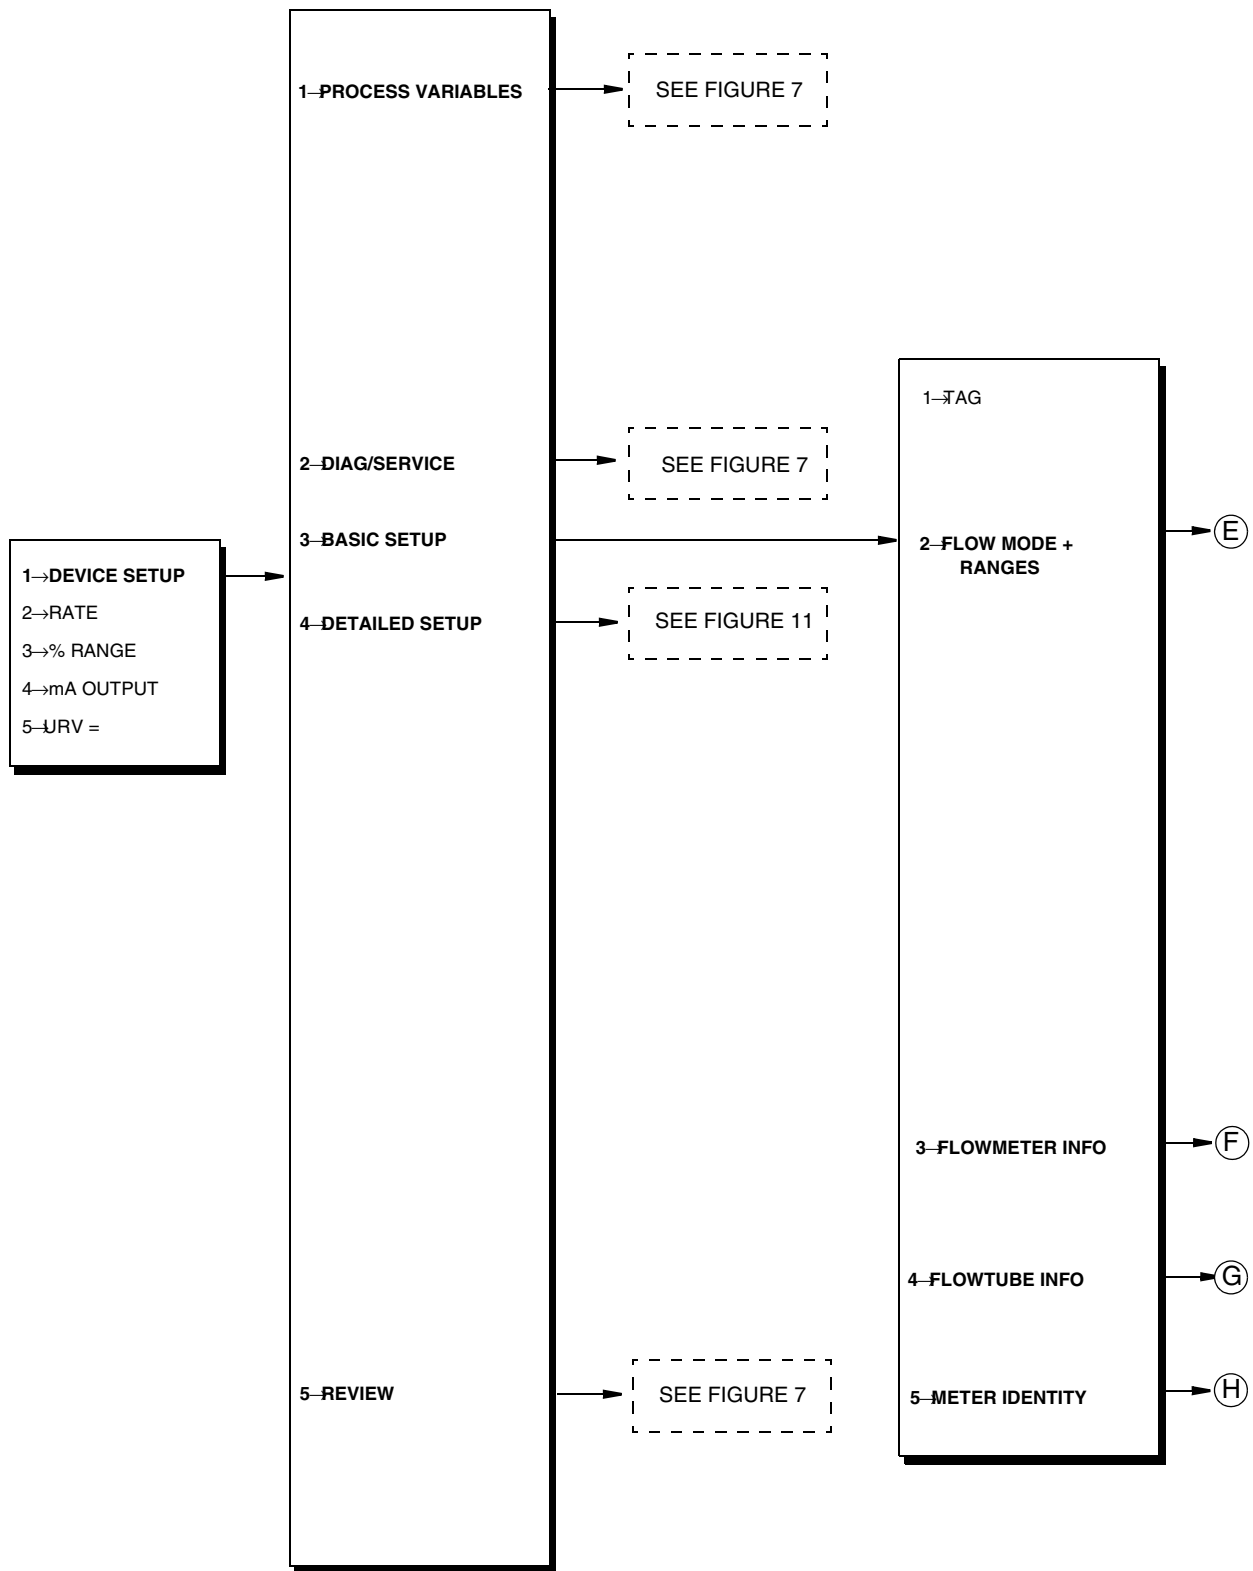 1→DEVICE SETUP
2→RATE
3→% RANGE
4→mA OUTPUT
5→URV =
1→PROCESS VARIABLES
SEE FIGURE 7
2→DIAG/SERVICE
SEE FIGURE 7
3→BASIC SETUP
4→DETAILED SETUP
SEE FIGURE 11
5→REVIEW
SEE FIGURE 7
1→TAG
2→FLOW MODE +
RANGES
E
3→FLOWMETER INFO
F
4→FLOWTUBE INFO
G
5→METER IDENTITY
H